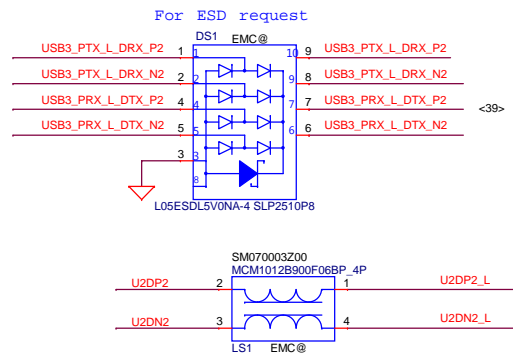 For ESD request
DS1 EMC@
USB3_PTX_L_DRX_P2 1 1 10 9 USB3_PTX_L_DRX_P2
USB3_PTX_L_DRX_N2 2 2 9 8 USB3_PTX_L_DRX_N2
USB3_PRX_L_DTX_P2 4 4 7 7 USB3_PRX_L_DTX_P2 <39>
USB3_PRX_L_DTX_N2 5 5 6 6 USB3_PRX_L_DTX_N2
3 3
8
L05ESDL5V0NA-4 SLP2510P8
SM070003Z00
MCM1012B900F06BP_4P
U2DP2 2 1 U2DP2_L
U2DN2 3 4 U2DN2_L
LS1 EMC@